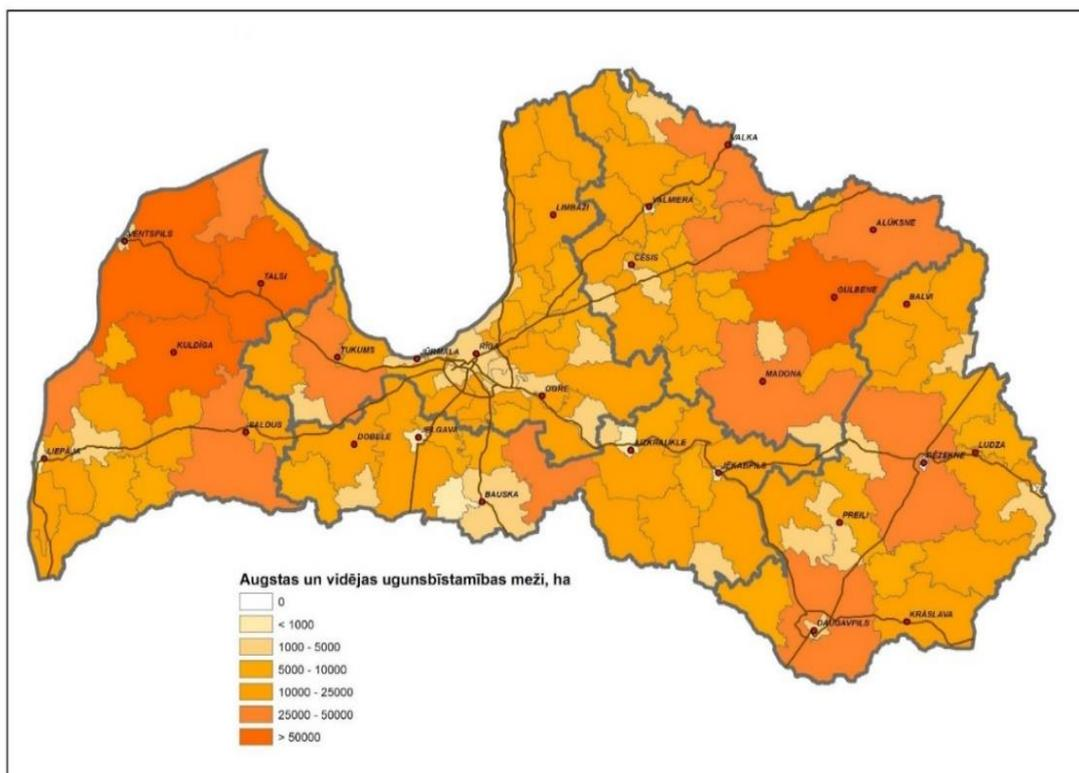 VALKA
VALMIERA
LIMBAŽI
ALŪKSNE
VENTSPILS
CĒSIS
TALSI
GULBENE
BALVI
KULDĪGA
TUKUMS
JŪRMALA
RĪGA
MADONA
OGRE
SALDUS
DOBELE
JELGAVA
AIZKRAUKLE
LUDZA
LIEPĀJA
RĒZEKNE
JĒKABPILS
BAUSKA
PREIĻI
KRĀSLAVA
DAUGAVPILS
Augstas un vidējas ugunsbīstamības meži, ha
0
< 1000
1000 - 5000
5000 - 10000
10000 - 25000
25000 - 50000
> 50000